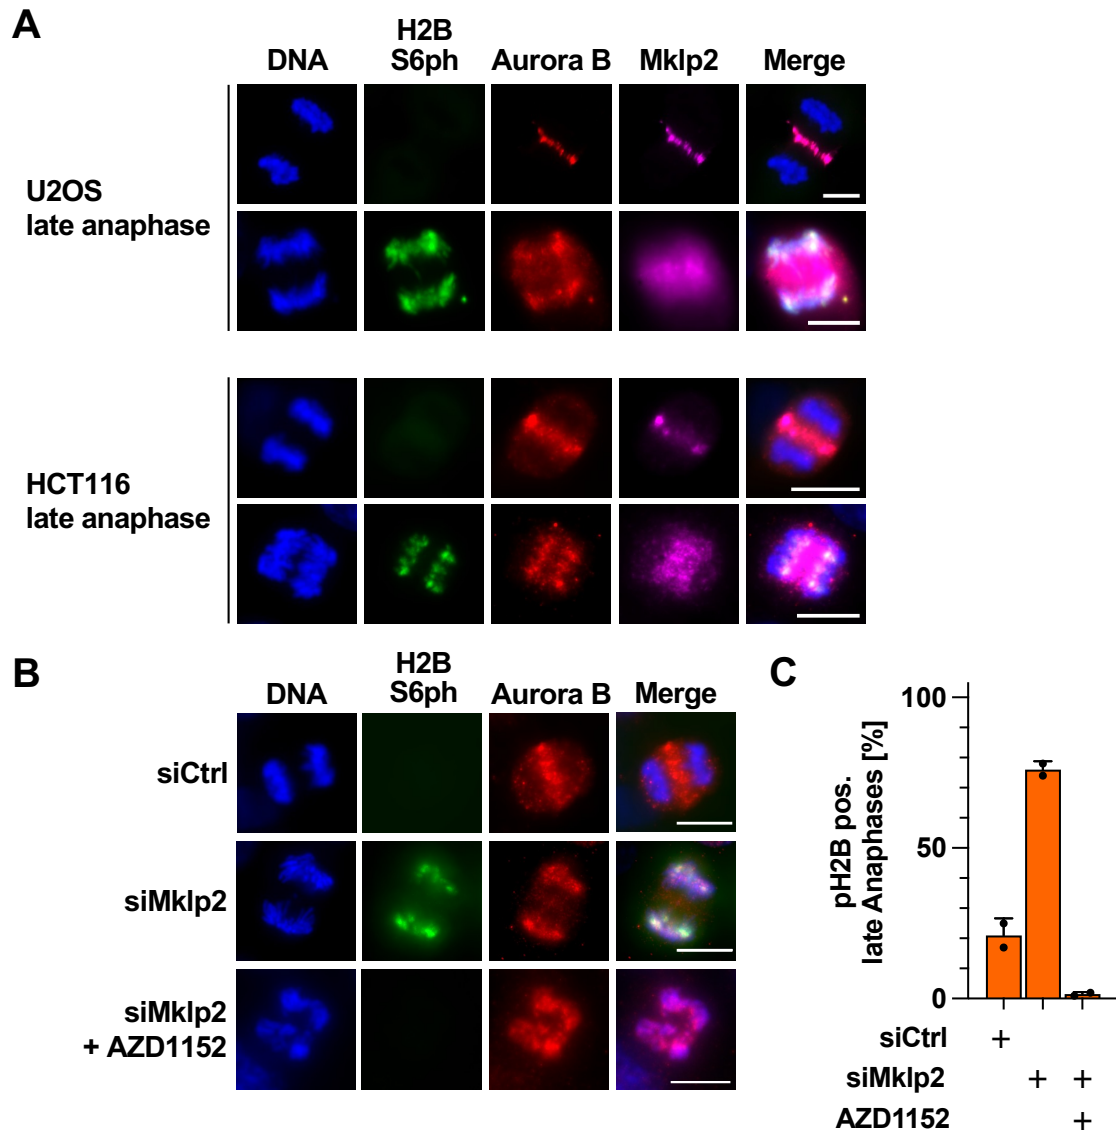 A
DNA
H2B
S6ph
Aurora B
Mklp2
Merge
U2OS
late anaphase
HCT116
late anaphase
B
DNA
H2B
S6ph
Aurora B
Merge
siCtrl
siMklp2
siMklp2
+ AZD1152
C
pH2B pos.
late Anaphases [%]
100
50
0
siCtrl +
siMklp2 + +
AZD1152 +